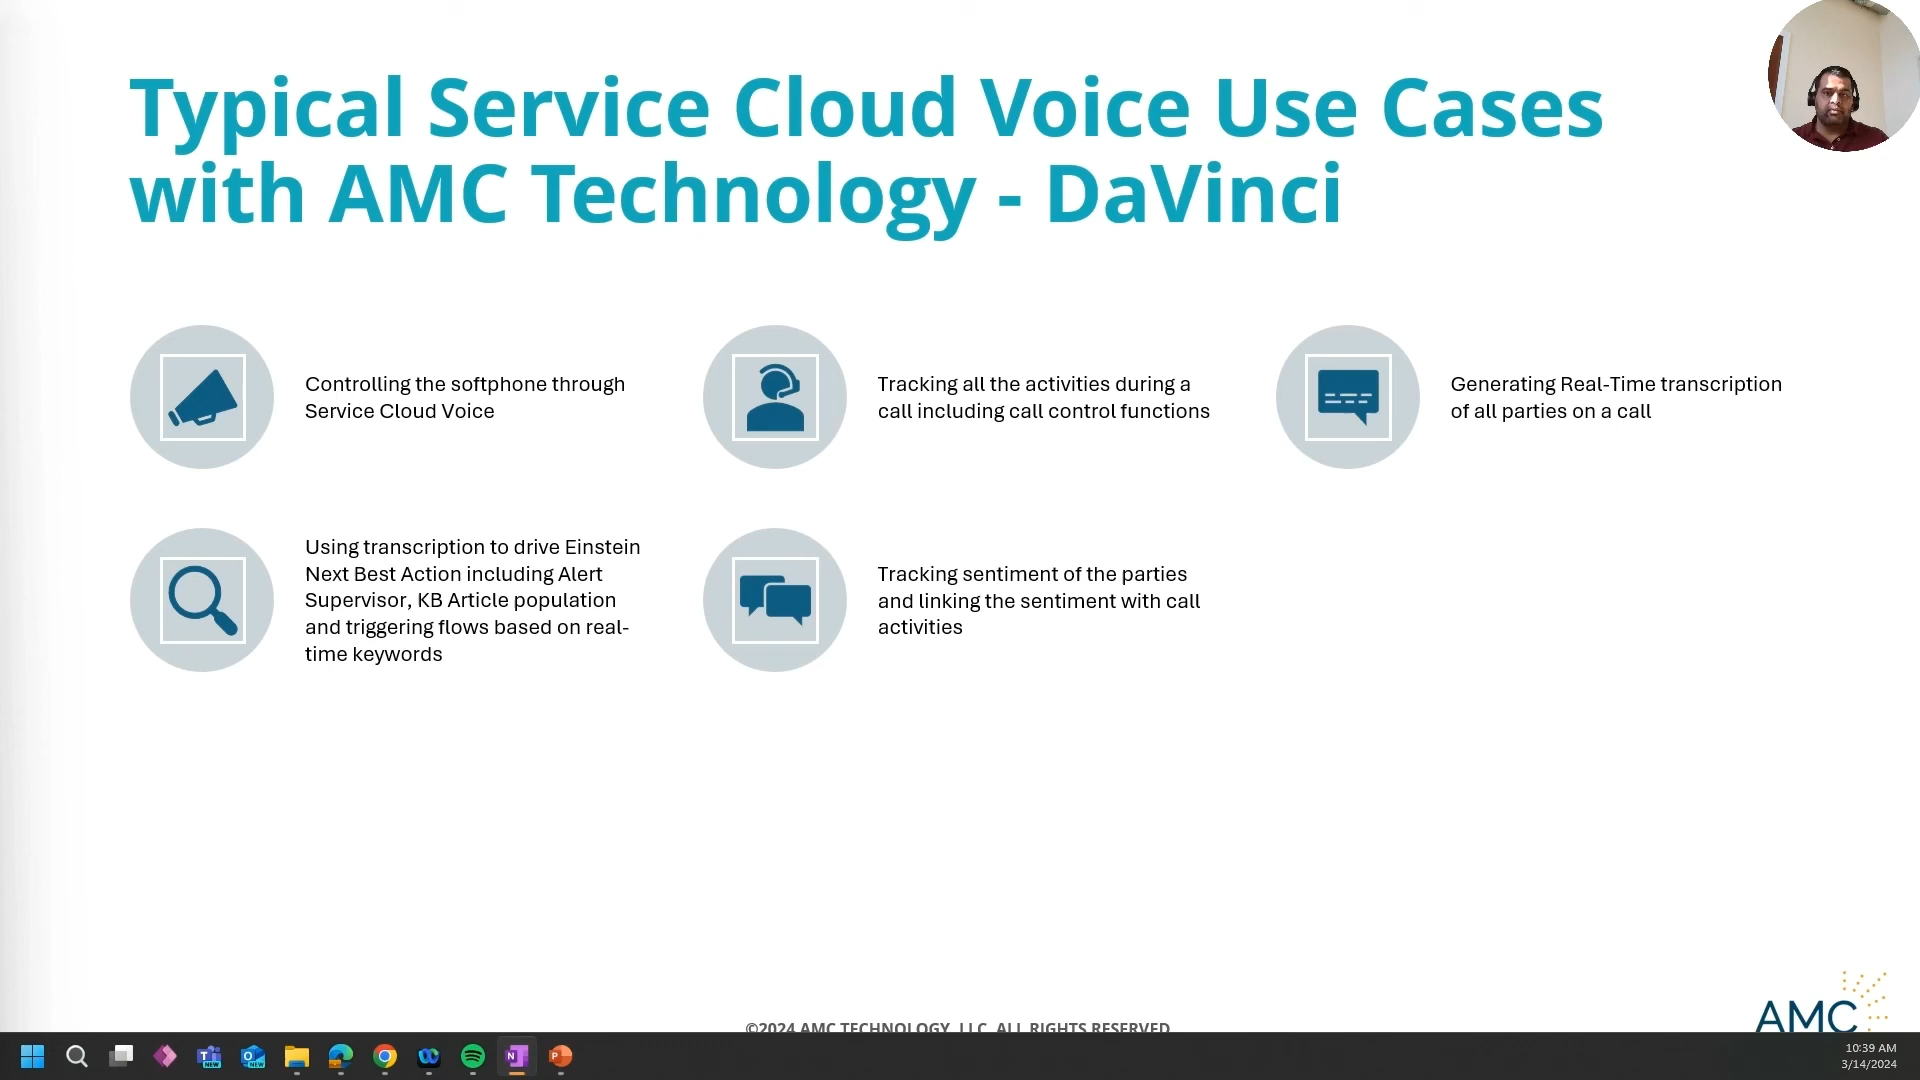 Typical Service Cloud Voice Use Cases
with AMC Technology - DaVinci
Controlling the softphone through
Service Cloud Voice
Tracking all the activities during a
call including call control functions
Generating Real-Time transcription
of all parties on a call
Using transcription to drive Einstein
Next Best Action including Alert
Supervisor, KB Article population
and triggering flows based on real-
time keywords
Tracking sentiment of the parties
and linking the sentiment with call
activities
©2024 AMC TECHNOLOGY, LLC. ALL RIGHTS RESERVED
AMC
10:39 AM
3/14/2024